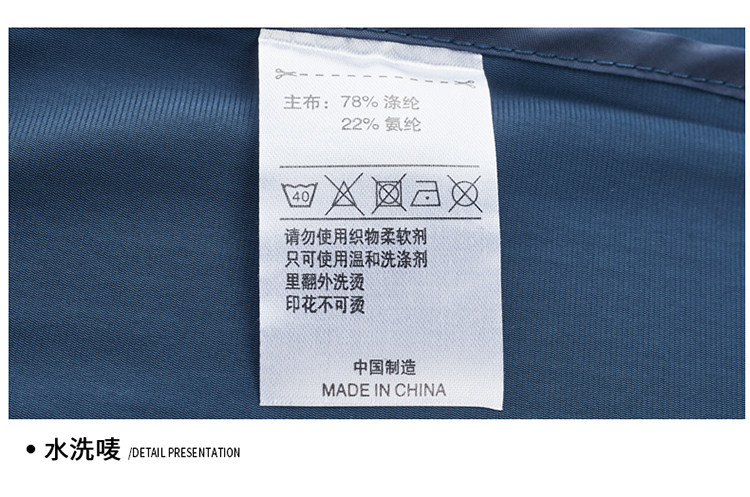 主布：78% 涤纶
22% 氨纶
40
请勿使用织物柔软剂
只可使用温和洗涤剂
里翻外洗烫
印花不可烫
中国制造
MADE IN CHINA
• 水洗唛 /DETAIL PRESENTATION